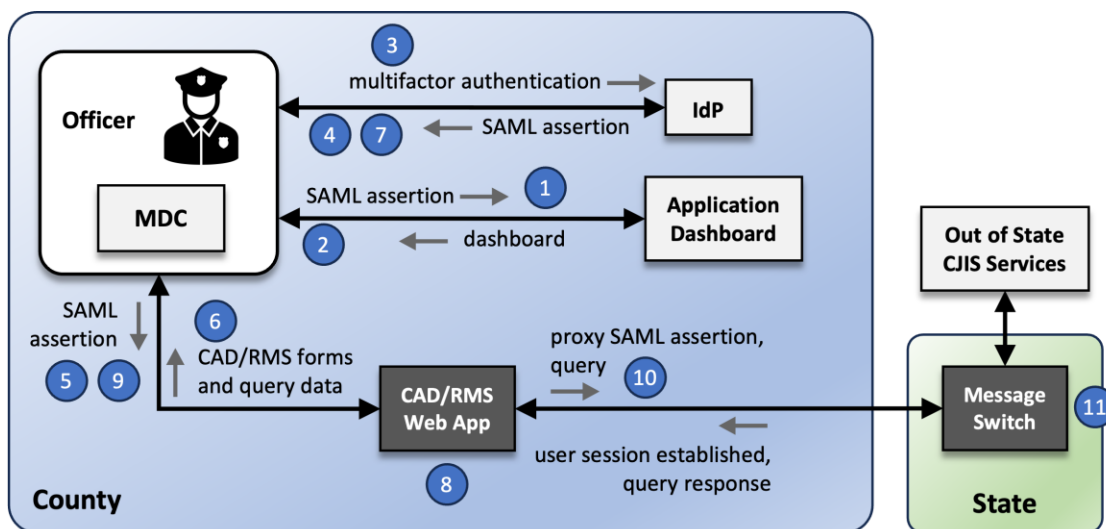 3
multifactor authentication
Officer
IdP
4
7
SAML assertion
SAML assertion
1
MDC
Application
Dashboard
2
dashboard
Out of State
CJIS Services
SAML
assertion
6
5
9
CAD/RMS forms
and query data
proxy SAML assertion,
query
10
CAD/RMS
Web App
Message
Switch
11
8
user session established,
query response
County
State